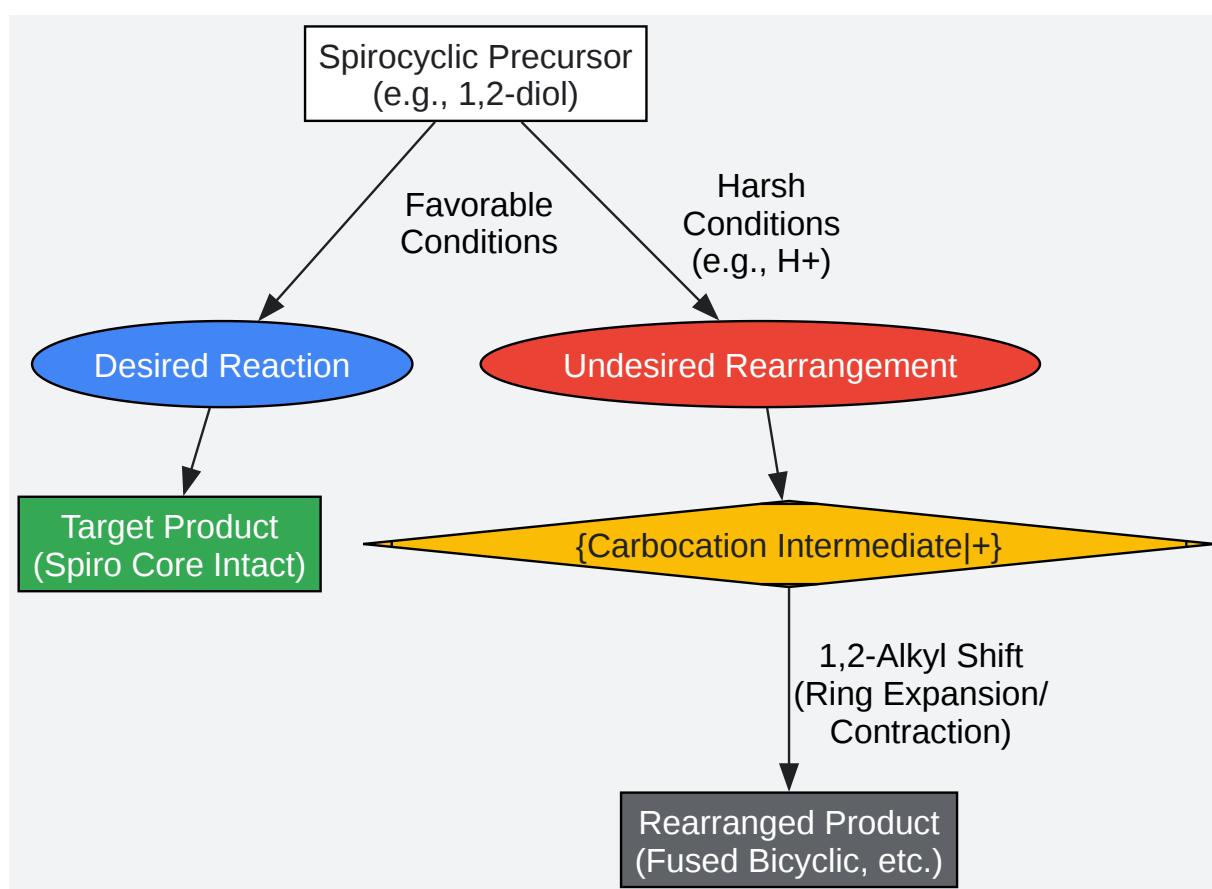 Spirocyclic Precursor
(e.g., 1,2-diol)
Favorable
Conditions
Harsh
Conditions
(e.g., H+)
Desired Reaction
Undesired Rearrangement
Target Product
(Spiro Core Intact)
{Carbocation Intermediate|+}
1,2-Alkyl Shift
(Ring Expansion/
Contraction)
Rearranged Product
(Fused Bicyclic, etc.)